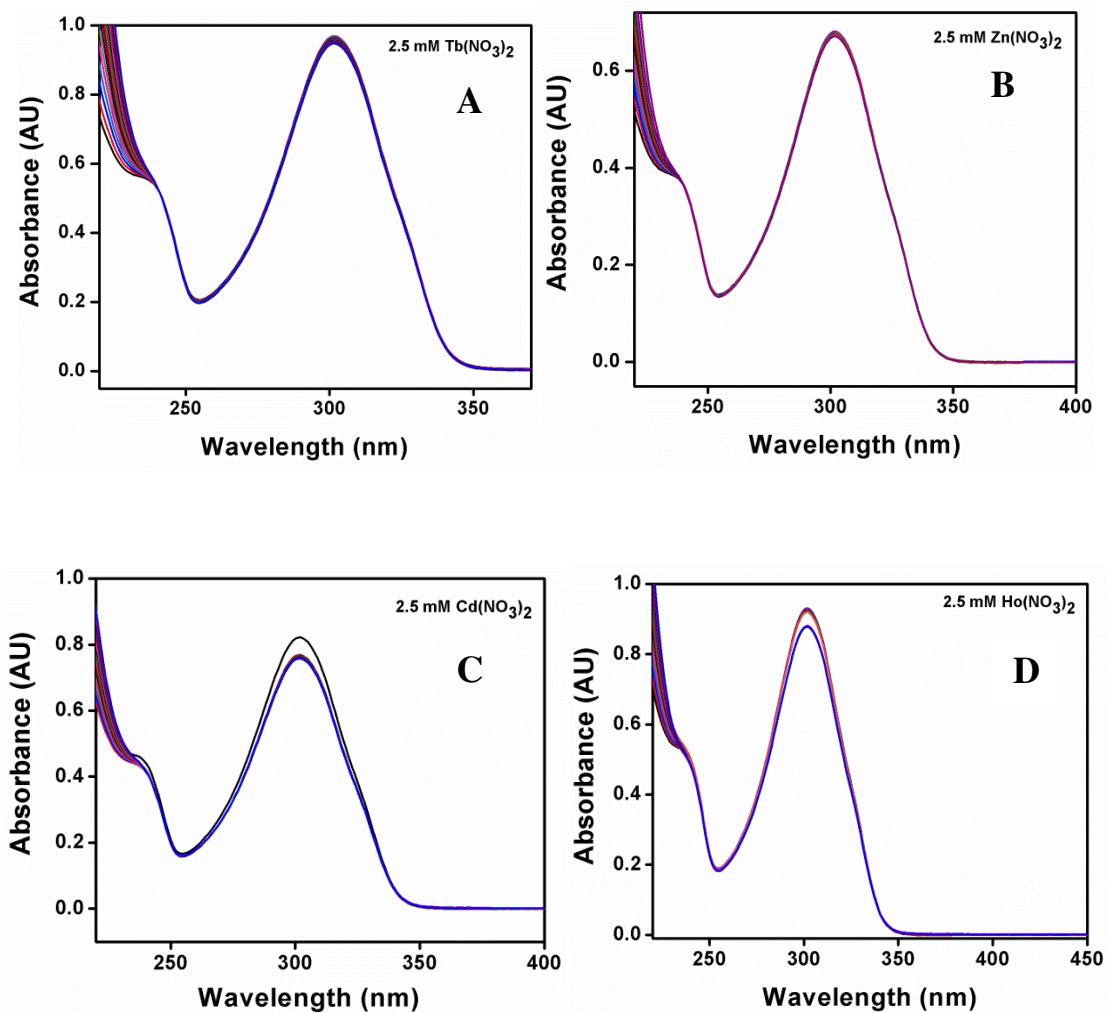 1.0
0.8
0.6
0.4
0.2
0.0
Absorbance (AU)
2.5 mM Tb(NO3)2
A
250
300
350
Wavelength (nm)
0.6
0.4
0.2
0.0
Absorbance (AU)
2.5 mM Zn(NO3)2
B
250
300
350
400
Wavelength (nm)
1.0
0.8
0.6
0.4
0.2
0.0
Absorbance (AU)
2.5 mM Cd(NO3)2
C
250
300
350
400
Wavelength (nm)
1.0
0.8
0.6
0.4
0.2
0.0
Absorbance (AU)
2.5 mM Ho(NO3)2
D
250
300
350
400
450
Wavelength (nm)